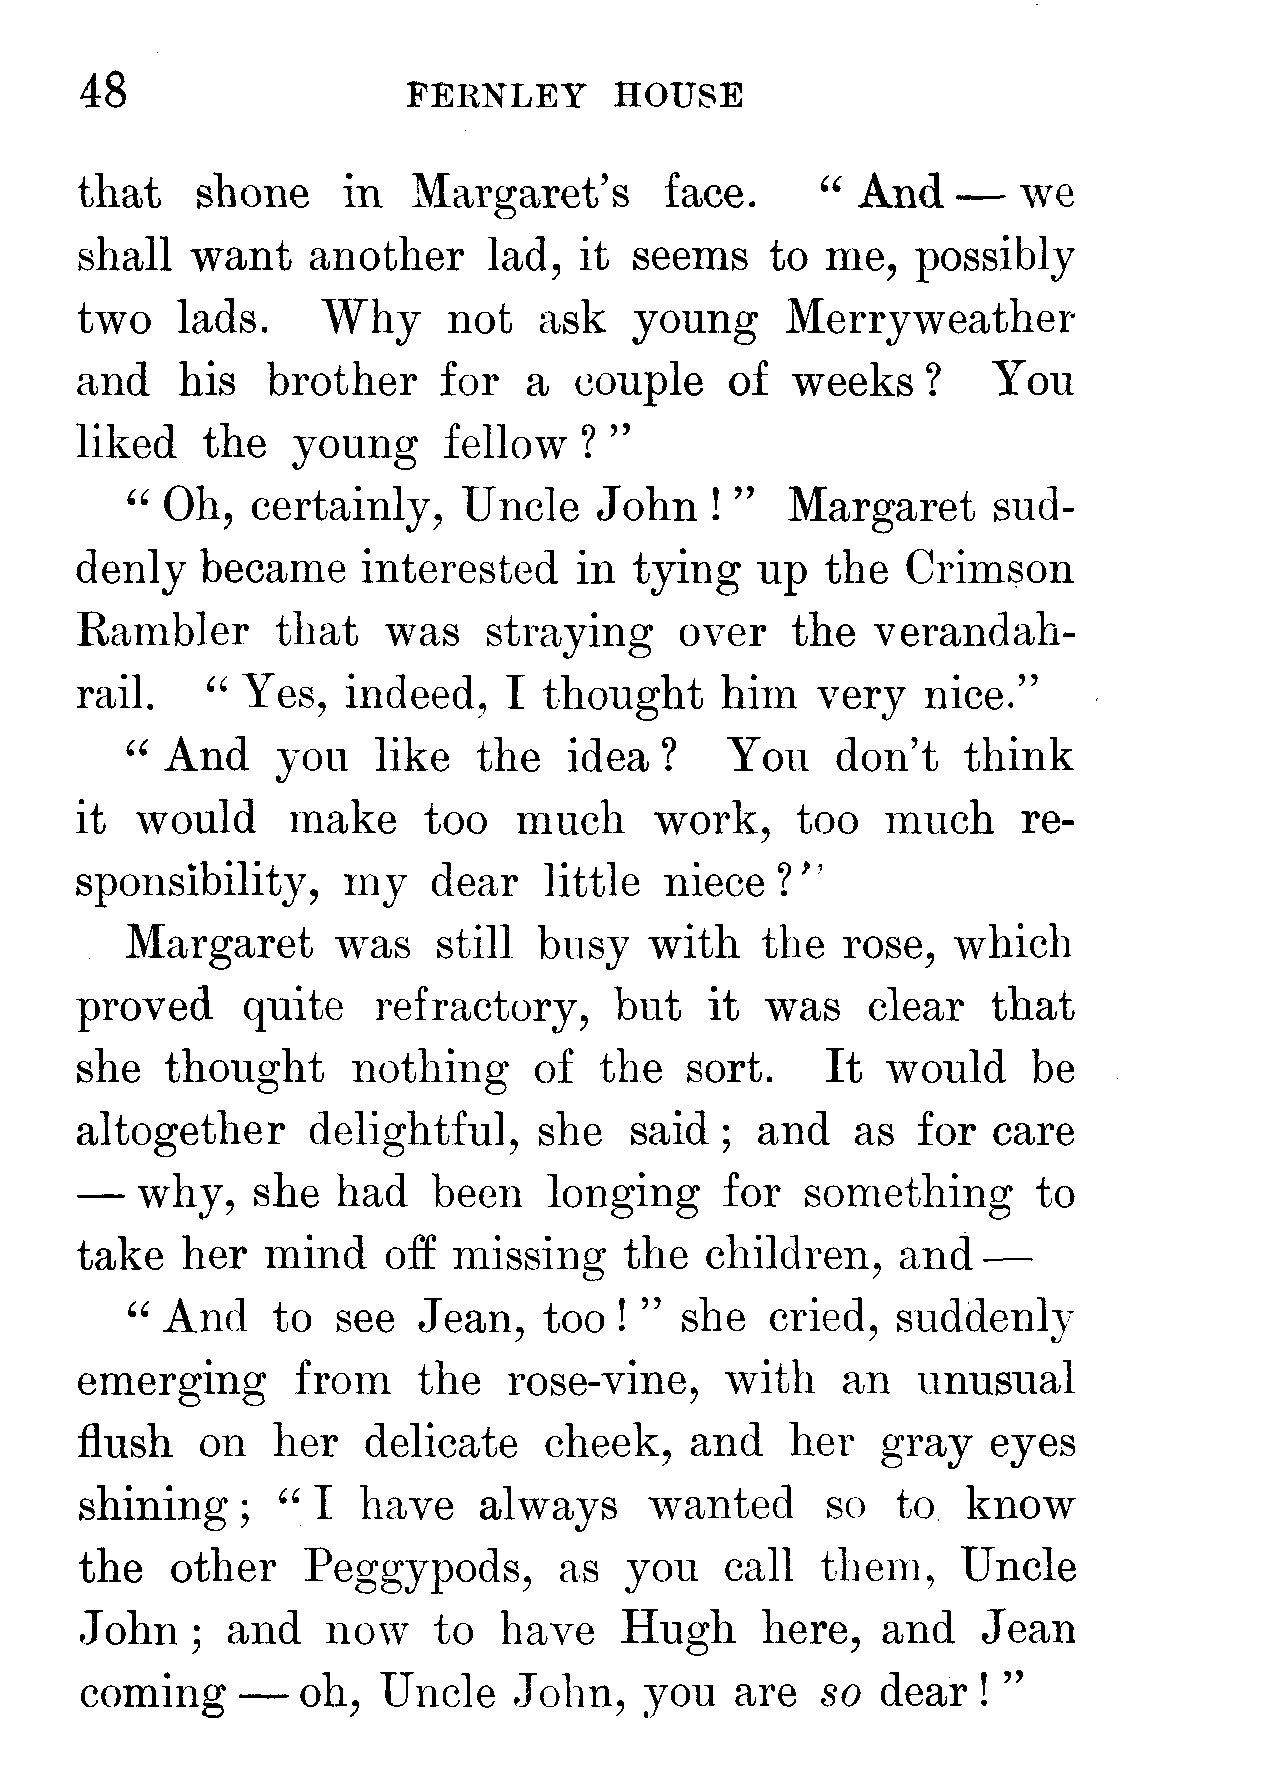 48 FERNLEY HOUSE
that shone in Margaret's face. “ And — we
shall want another lad, it seems to me, possibly
two lads. Why not ask young Merryweather
and his brother for a couple of weeks ? You
liked the young fellow ? ”
“ Oh, certainly, Uncle John ! ” Margaret sud-
denly became interested in tying up the Crimson
Rambler that was straying over the verandah-
rail. “ Yes, indeed, I thought him very nice.”
“ And you like the idea ? You don't think
it would make too much work, too much re-
sponsibility, my dear little niece ? ”
Margaret was still busy with the rose, which
proved quite refractory, but it was clear that
she thought nothing of the sort. It would be
altogether delightful, she said ; and as for care
— why, she had been longing for something to
take her mind off missing the children, and —
“ And to see Jean, too ! ” she cried, suddenly
emerging from the rose-vine, with an unusual
flush on her delicate cheek, and her gray eyes
shining ; “ I have always wanted so to know
the other Peggypods, as you call them, Uncle
John ; and now to have Hugh here, and Jean
coming — oh, Uncle John, you are so dear ! ”